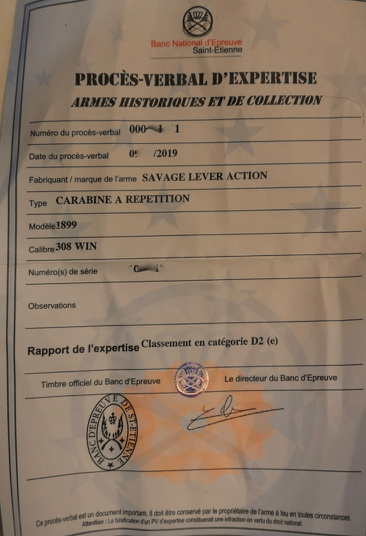 Banc National d'Epreuve
Saint-Etienne
PROCÈS-VERBAL D'EXPERTISE
ARMES HISTORIQUES ET DE COLLECTION
Numéro du procès-verbal 000 1
Date du procès-verbal /2019
Fabriquant / marque de l'arme SAVAGE LEVER ACTION
Type CARABINE A REPETITION
Modèle 1899
Calibre 308 WIN
Numéro(s) de série
Observations
Rapport de l'expertise Classement en catégorie D2 (e)
Timbre officiel du Banc d'Epreuve Le directeur du Banc d'Epreuve
BANC D'EPREUVE DE ST-ETIENNE
Ce procès-verbal est un document important. Il doit être conservé par le propriétaire de l'arme à feu en toutes circonstances.
Attention : La falsification d'un PV d'expertise constituerait une infraction en vertu du droit national.